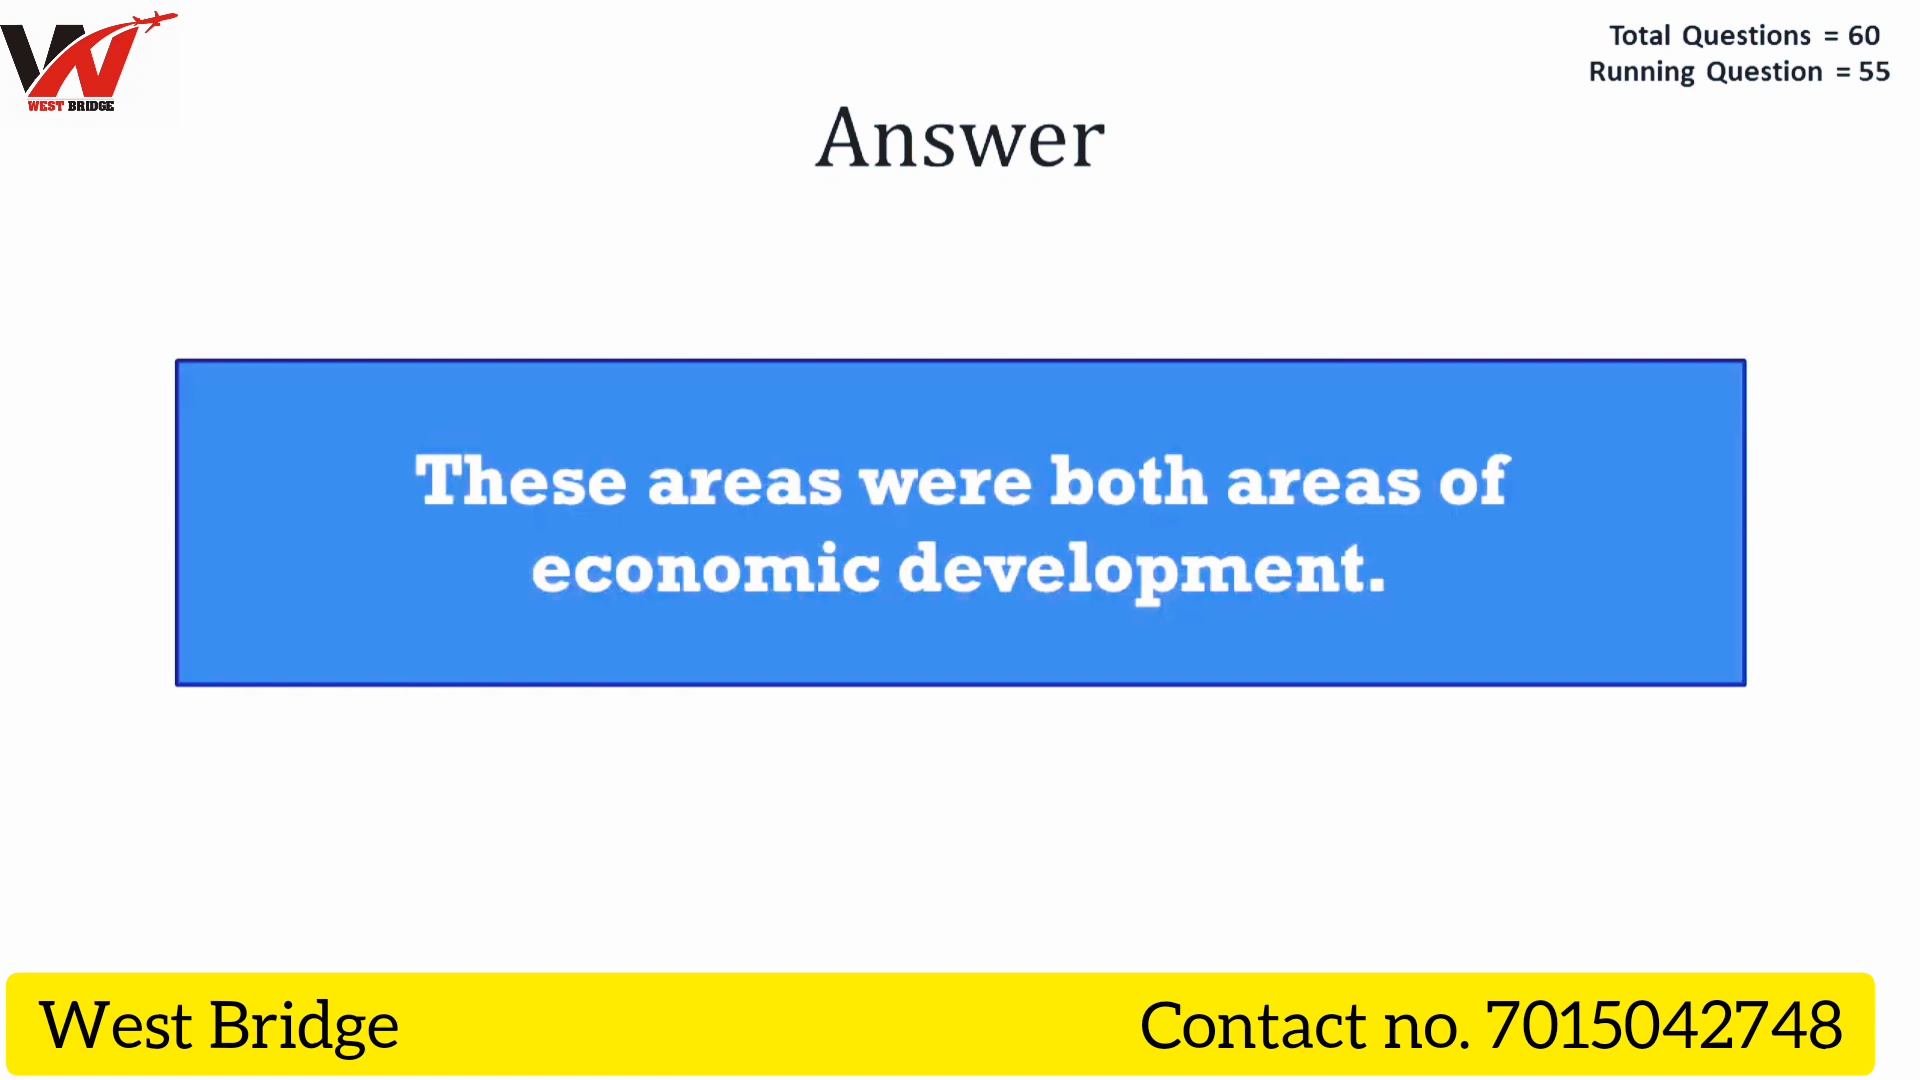 WEST BRIDGE
Total Questions = 60
Running Question = 55
Answer
These areas were both areas of
economic development.
West Bridge
Contact no. 7015042748